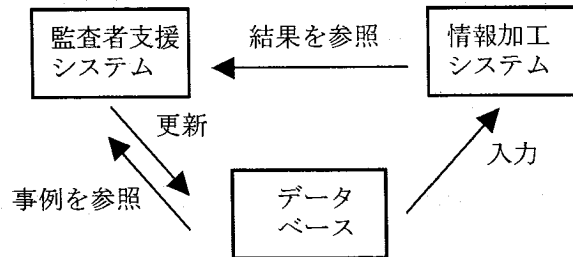 監査者支援
システム
結果を参照
情報加工
システム
更新
入力
事例を参照
データ
ベース